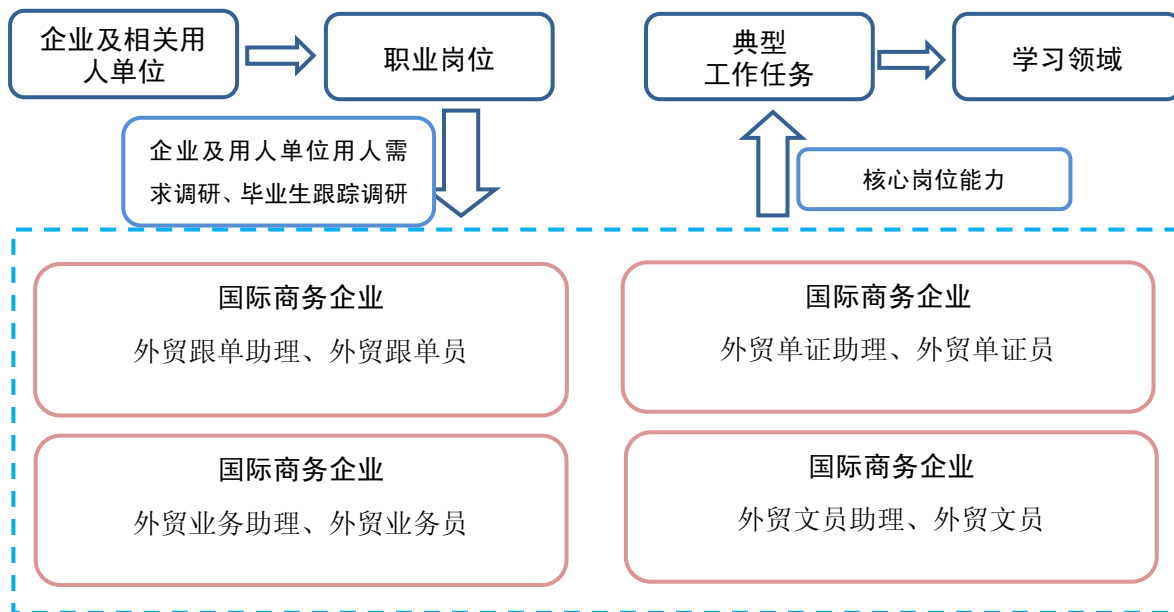 企业及相关用
人单位
职业岗位
典型
工作任务
学习领域
企业及用人单位用人需
求调研、毕业生跟踪调研
核心岗位能力
国际商务企业
外贸跟单助理、外贸跟单员
国际商务企业
外贸单证助理、外贸单证员
国际商务企业
外贸业务助理、外贸业务员
国际商务企业
外贸文员助理、外贸文员